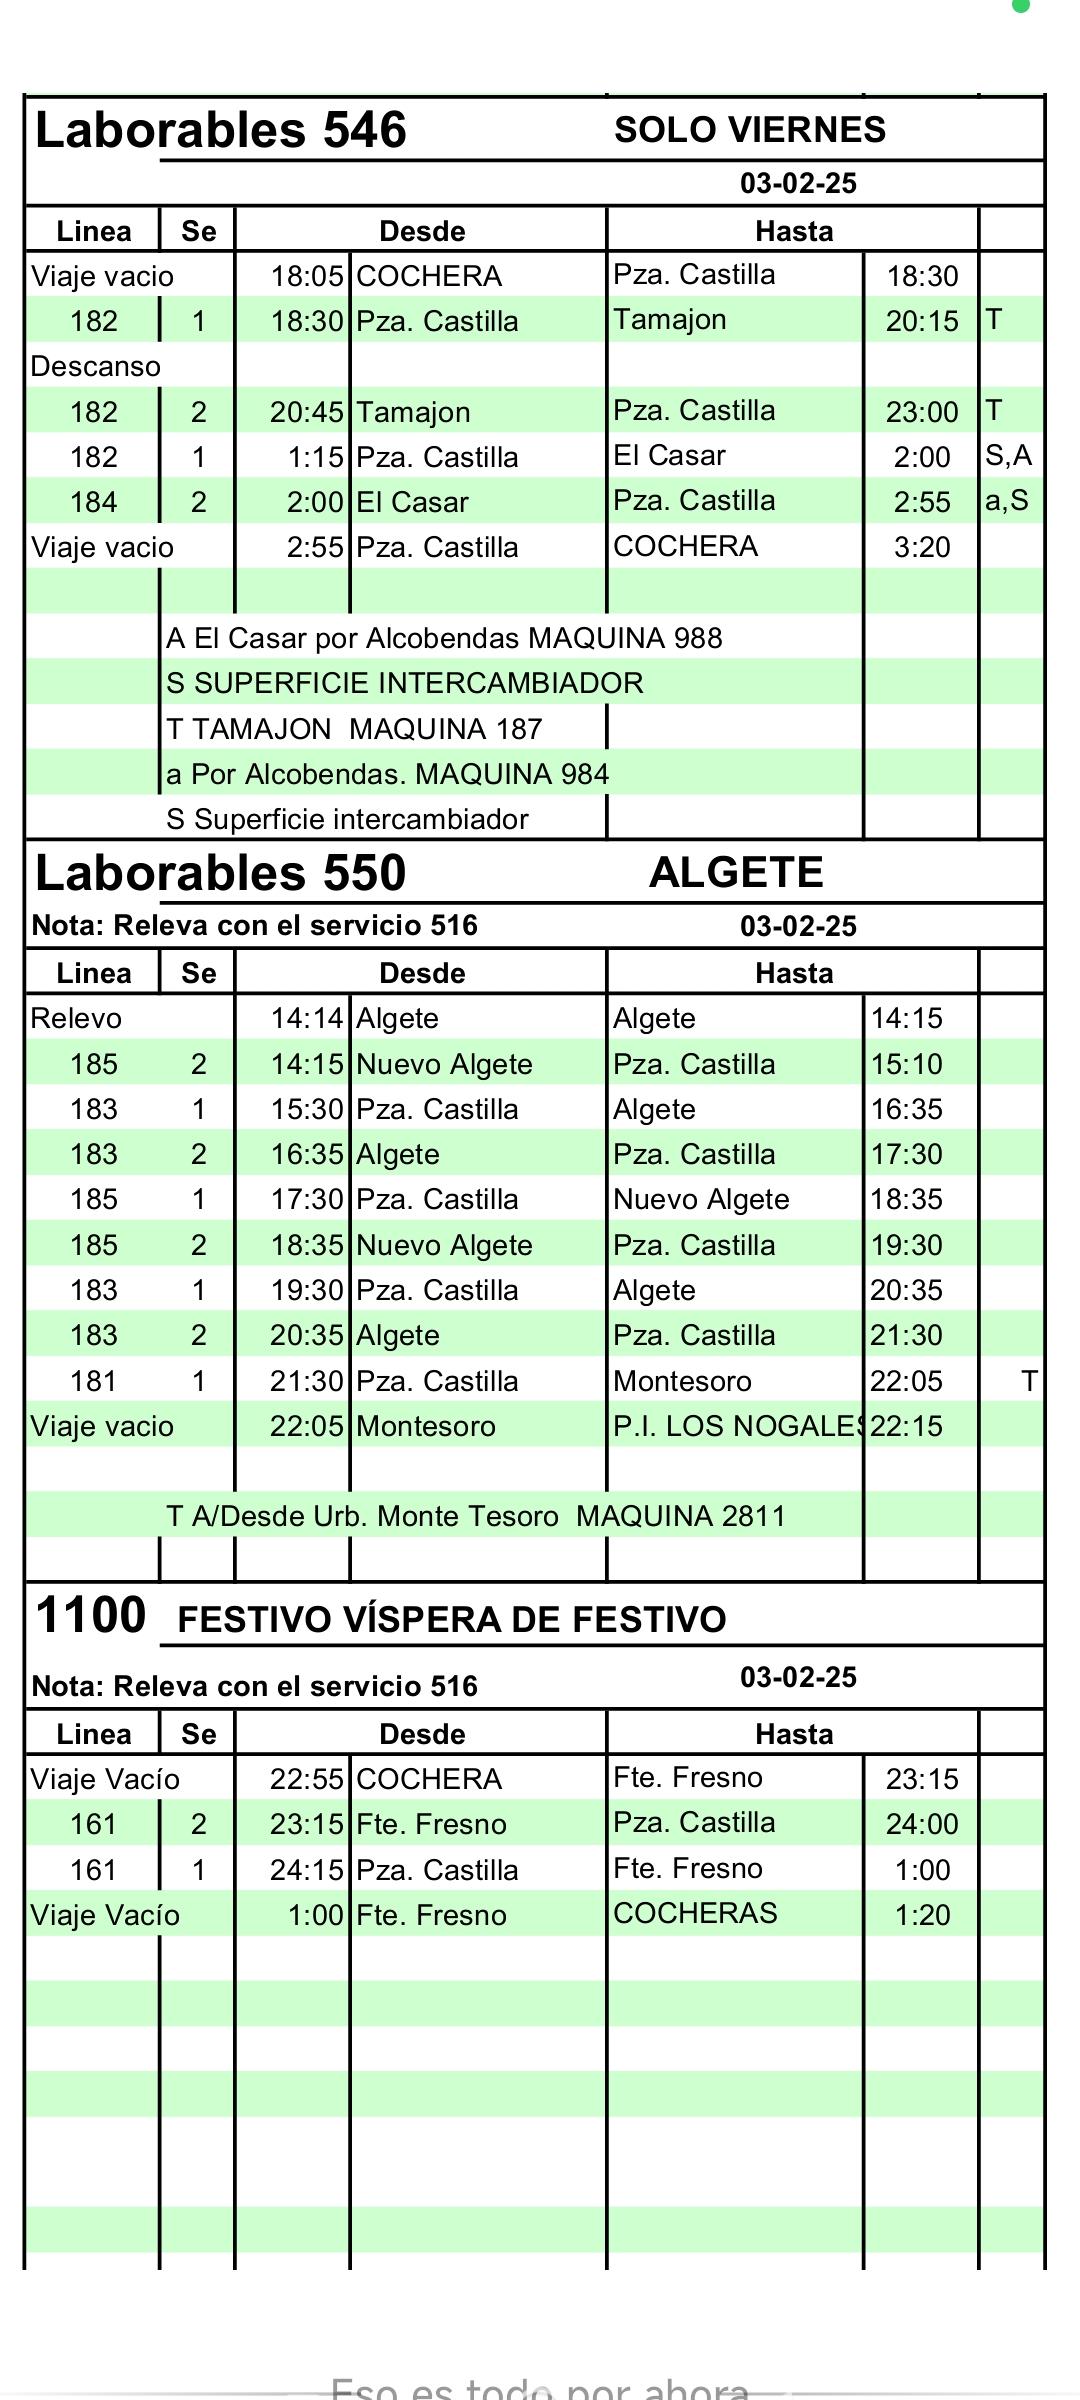 Laborables 546 SOLO VIERNES
03-02-25
Linea Se Desde Hasta
Viaje vacio 18:05 COCHERA Pza. Castilla 18:30
182 1 18:30 Pza. Castilla Tamajon 20:15 T
Descanso
182 2 20:45 Tamajon Pza. Castilla 23:00 T
182 1 1:15 Pza. Castilla El Casar 2:00 S,A
184 2 2:00 El Casar Pza. Castilla 2:55 a,S
Viaje vacio 2:55 Pza. Castilla COCHERA 3:20
A El Casar por Alcobendas MAQUINA 988
S SUPERFICIE INTERCAMBIADOR
T TAMAJON MAQUINA 187
a Por Alcobendas. MAQUINA 984
S Superficie intercambiador
Laborables 550 ALGETE
Nota: Releva con el servicio 516 03-02-25
Linea Se Desde Hasta
Relevo 14:14 Algete Algete 14:15
185 2 14:15 Nuevo Algete Pza. Castilla 15:10
183 1 15:30 Pza. Castilla Algete 16:35
183 2 16:35 Algete Pza. Castilla 17:30
185 1 17:30 Pza. Castilla Nuevo Algete 18:35
185 2 18:35 Nuevo Algete Pza. Castilla 19:30
183 1 19:30 Pza. Castilla Algete 20:35
183 2 20:35 Algete Pza. Castilla 21:30
181 1 21:30 Pza. Castilla Montesoro 22:05 T
Viaje vacio 22:05 Montesoro P.I. LOS NOGALES 22:15
T A/Desde Urb. Monte Tesoro MAQUINA 2811
1100 FESTIVO VÍSPERA DE FESTIVO
Nota: Releva con el servicio 516 03-02-25
Linea Se Desde Hasta
Viaje Vacío 22:55 COCHERA Fte. Fresno 23:15
161 2 23:15 Fte. Fresno Pza. Castilla 24:00
161 1 24:15 Pza. Castilla Fte. Fresno 1:00
Viaje Vacío 1:00 Fte. Fresno COCHERAS 1:20
Eso es todo por ahora